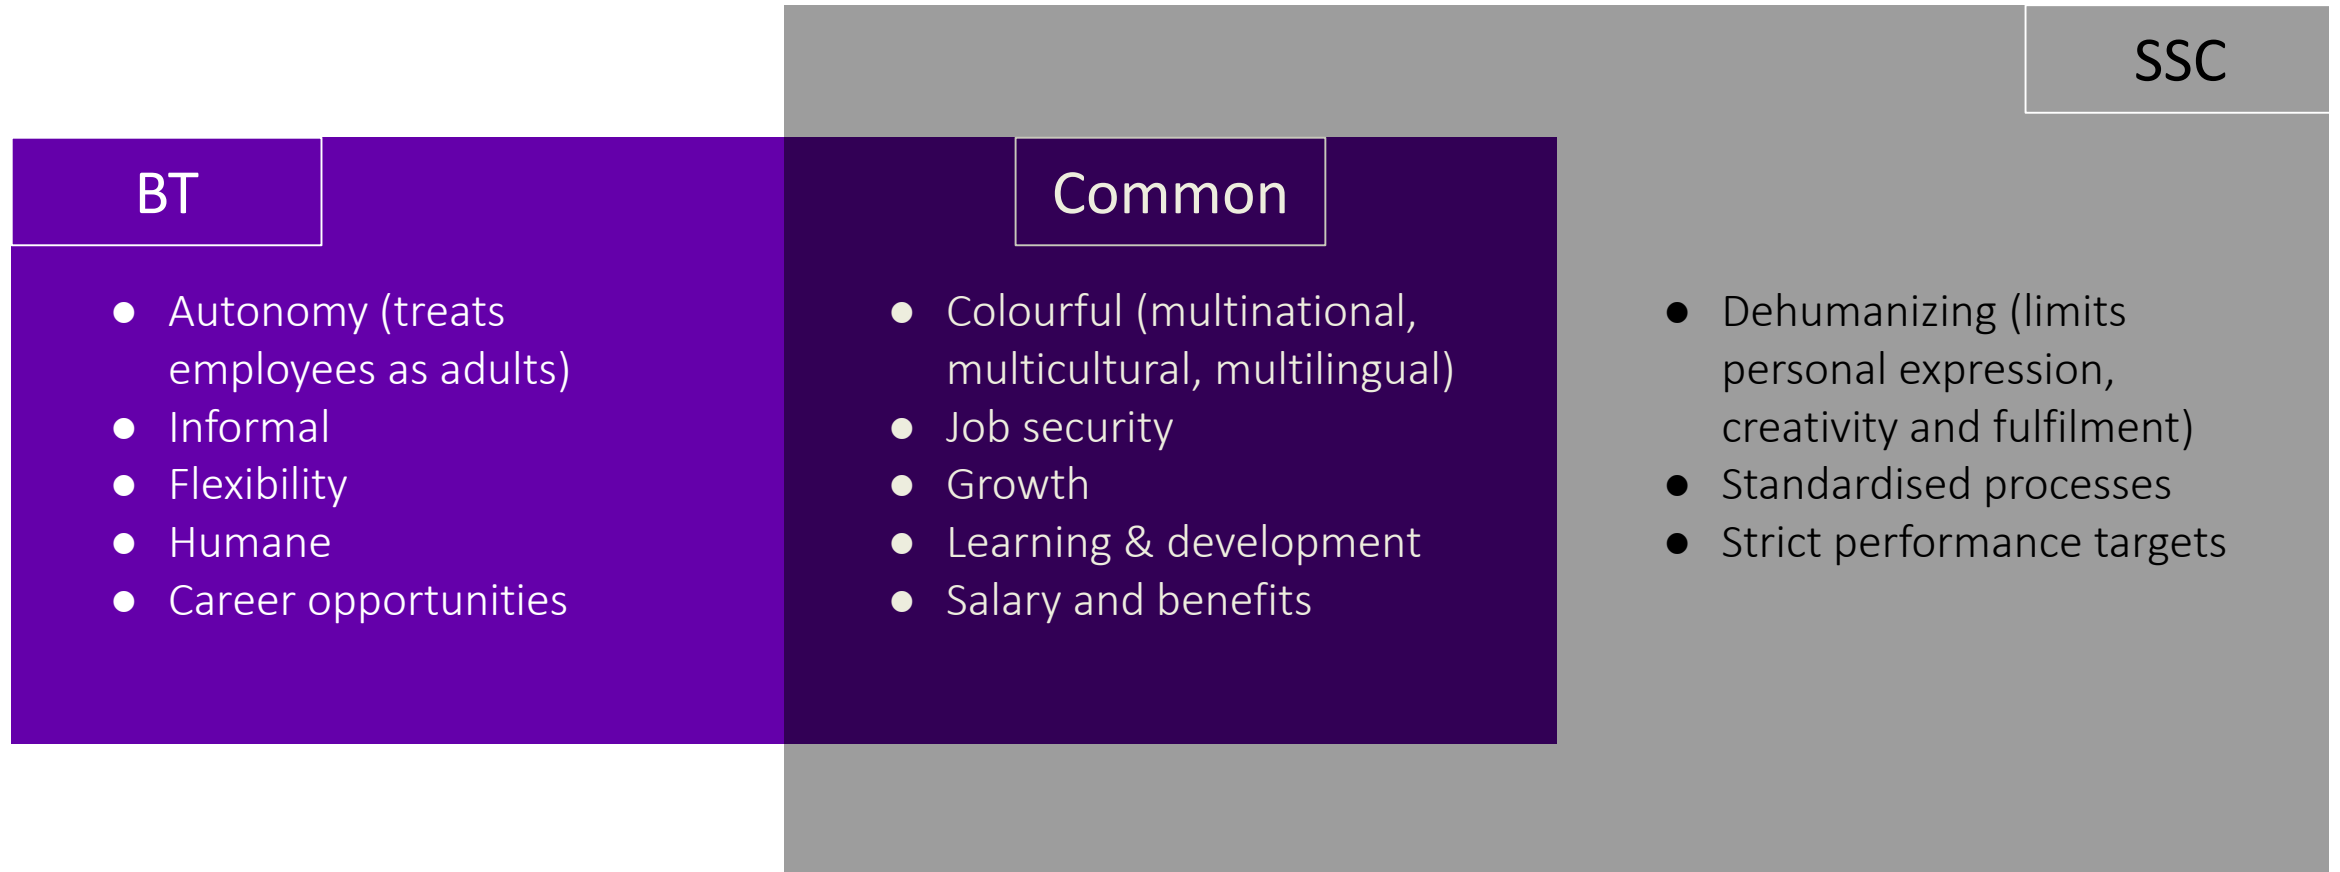 SSC
BT
● Autonomy (treats
employees as adults)
● Informal
● Flexibility
● Humane
● Career opportunities
Common
● Colourful (multinational,
multicultural, multilingual)
● Job security
● Growth
● Learning & development
● Salary and benefits
● Dehumanizing (limits
personal expression,
creativity and fulfilment)
● Standardised processes
● Strict performance targets